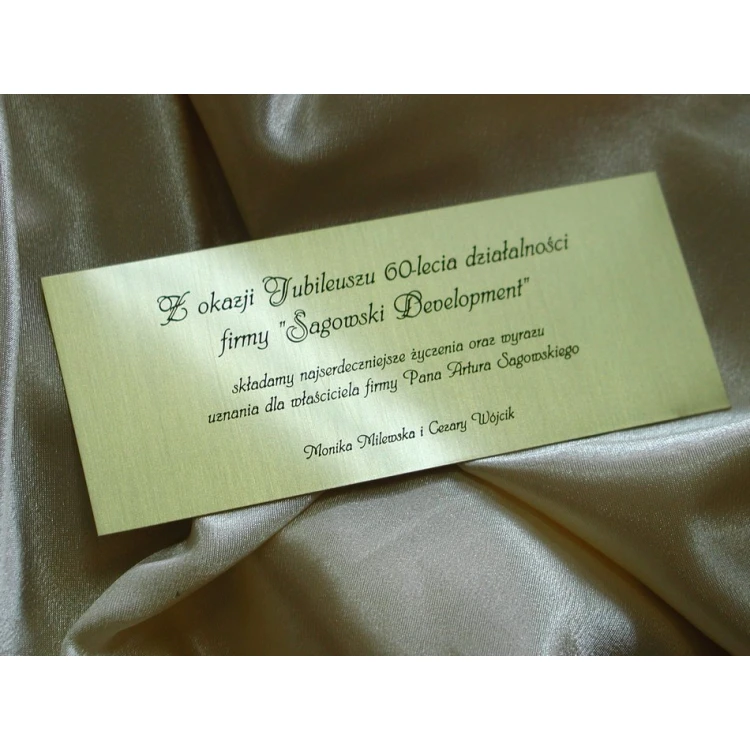 Z okazji Jubileuszu 60-lecia działalności
firmy "Sagowski Development"
składamy najserdeczniejsze życzenia oraz wyrazu
uznania dla właściciela firmy Pana Artura Sagowskiego
Monika Milewska i Cezary Wójcik